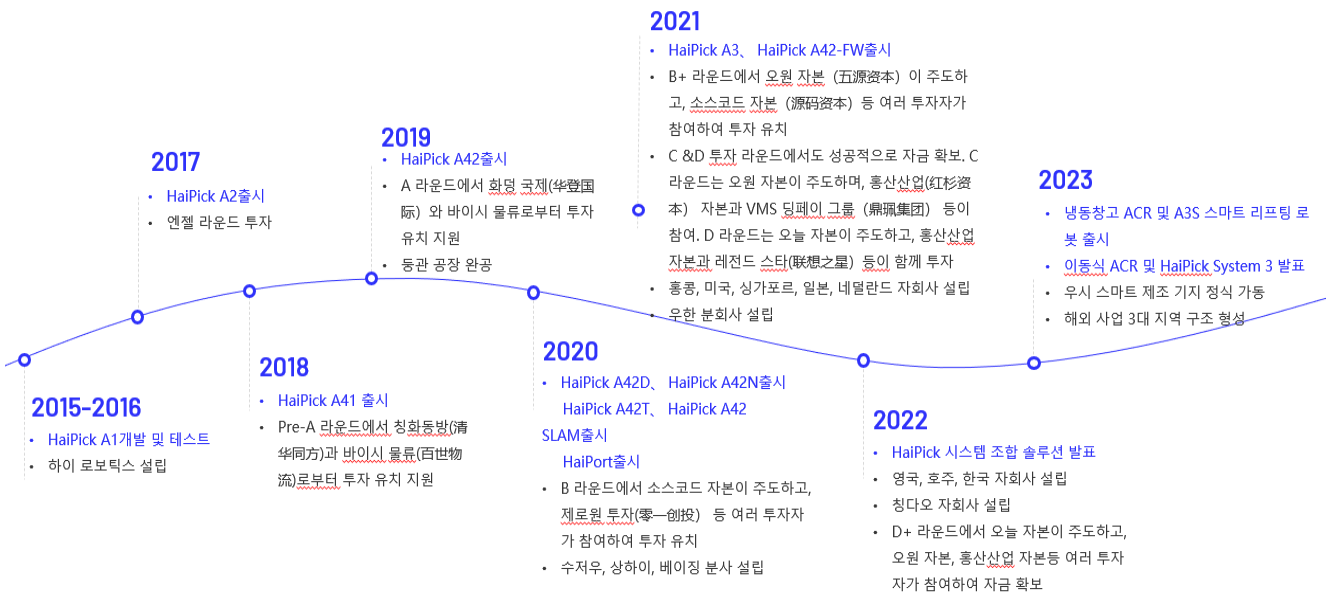 2015-2016
• HaiPick A1개발 및 테스트
• 하이 로보틱스 설립
2017
• HaiPick A2출시
• 엔젤 라운드 투자
2018
• HaiPick A41 출시
• Pre-A 라운드에서 칭화동방(清
华同方)과 바이시 물류(百世物
流)로부터 투자 유치 지원
2019
• HaiPick A42출시
• A 라운드에서 화덩 국제(华登国
际）와 바이시 물류로부터 투자
유치 지원
• 둥관 공장 완공
2020
• HaiPick A42D、 HaiPick A42N출시
HaiPick A42T、 HaiPick A42
SLAM출시
HaiPort출시
• B 라운드에서 소스코드 자본이 주도하고,
제로원 투자(零一创投） 등 여러 투자자
가 참여하여 투자 유치
• 수저우, 상하이, 베이징 분사 설립
2021
• HaiPick A3、 HaiPick A42-FW출시
• B+ 라운드에서 오원 자본（五源资本）이 주도하
고, 소스코드 자본（源码资本）등 여러 투자자가
참여하여 투자 유치
• C &D 투자 라운드에서도 성공적으로 자금 확보. C
라운드는 오원 자본이 주도하며, 홍산산업(红杉资
本） 자본과 VMS 딩페이 그룹（鼎珮集团） 등이
참여. D 라운드는 오늘 자본이 주도하고, 홍산산업
자본과 레전드 스타(联想之星）등이 함께 투자
• 홍콩, 미국, 싱가포르, 일본, 네덜란드 자회사 설립
• 우한 분회사 설립
2022
• HaiPick 시스템 조합 솔루션 발표
• 영국, 호주, 한국 자회사 설립
• 칭다오 자회사 설립
• D+ 라운드에서 오늘 자본이 주도하고,
오원 자본, 홍산산업 자본등 여러 투자
자가 참여하여 자금 확보
2023
• 냉동창고 ACR 및 A3S 스마트 리프팅 로
봇 출시
• 이동식 ACR 및 HaiPick System 3 발표
• 우시 스마트 제조 기지 정식 가동
• 해외 사업 3대 지역 구조 형성